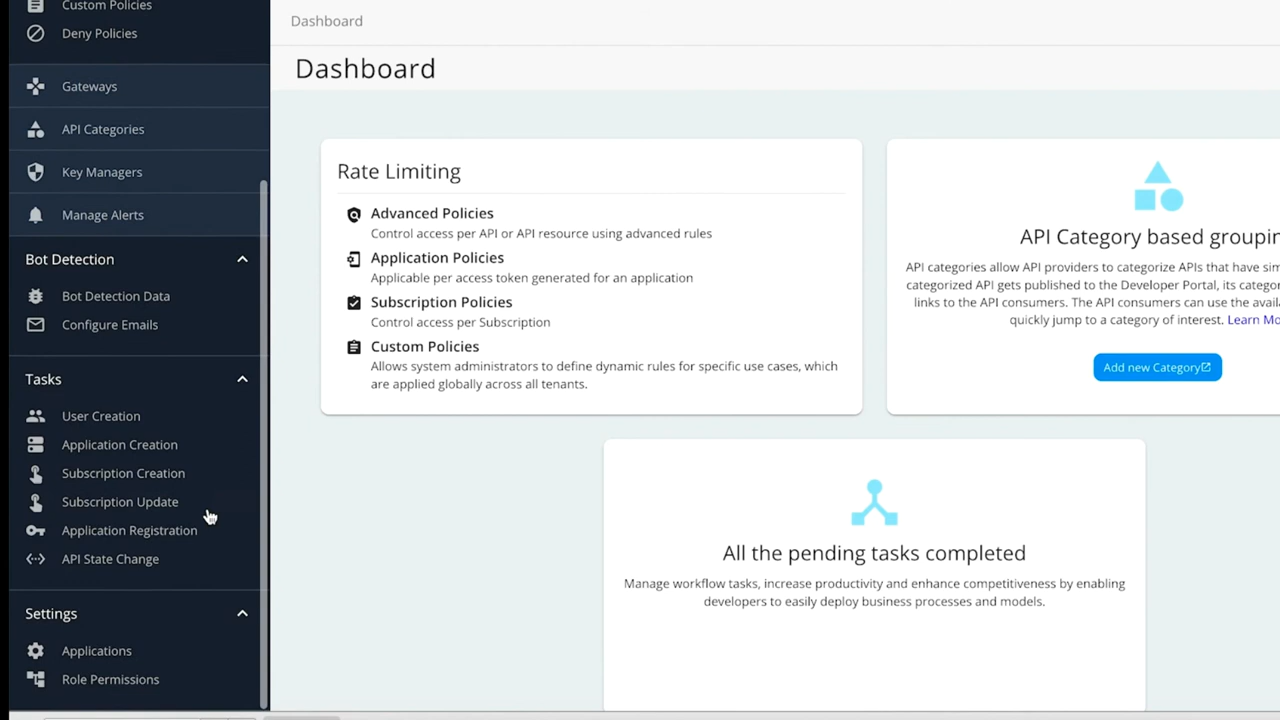 Custom Policies
Deny Policies
Gateways
API Categories
Key Managers
Manage Alerts
Bot Detection
Bot Detection Data
Configure Emails
Tasks
User Creation
Application Creation
Subscription Creation
Subscription Update
Application Registration
API State Change
Settings
Applications
Role Permissions
Dashboard
Dashboard
Rate Limiting
Advanced Policies
Control access per API or API resource using advanced rules
Application Policies
Applicable per access token generated for an application
Subscription Policies
Control access per Subscription
Custom Policies
Allows system administrators to define dynamic rules for specific use cases, which
are applied globally across all tenants.
API Category based groupin
API categories allow API providers to categorize APIs that have sim
categorized API gets published to the Developer Portal, its categor
links to the API consumers. The API consumers can use the availa
quickly jump to a category of interest. Learn Mo
Add new Category
All the pending tasks completed
Manage workflow tasks, increase productivity and enhance competitiveness by enabling
developers to easily deploy business processes and models.